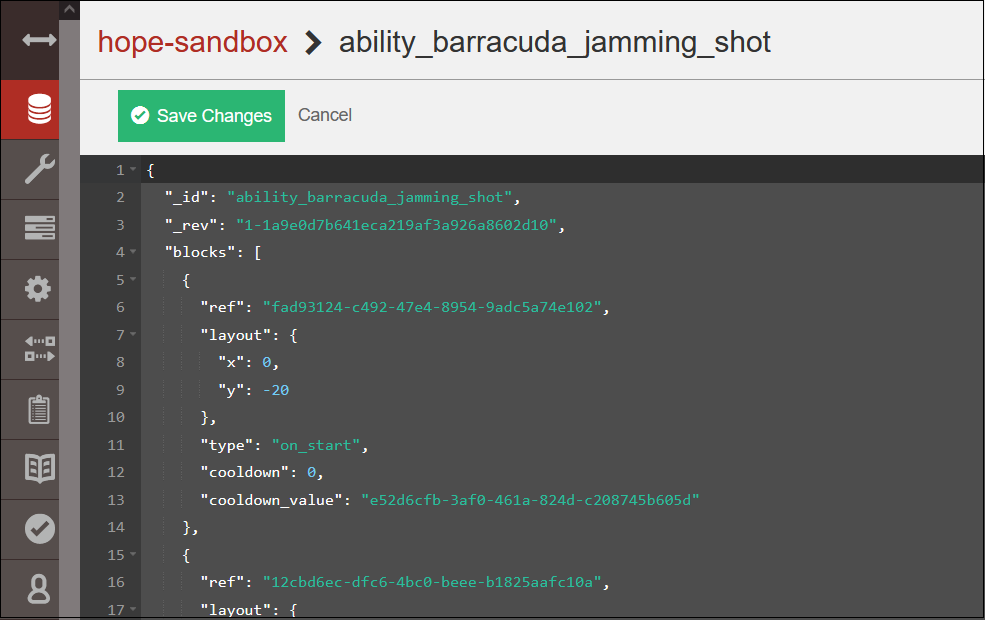 hope-sandbox > ability_barracuda_jamming_shot
Save Changes Cancel
1 {
2 "_id": "ability_barracuda_jamming_shot",
3 "_rev": "1-1a9e0d7b641eca219af3a926a8602d10",
4 "blocks": [
5 {
6 "ref": "fad93124-c492-47e4-8954-9adc5a74e102",
7 "layout": {
8 "x": 0,
9 "y": -20
10 },
11 "type": "on_start",
12 "cooldown": 0,
13 "cooldown_value": "e52d6cfb-3af0-461a-824d-c208745b605d"
14 },
15 {
16 "ref": "12cbd6ec-dfc6-4bc0-beee-b1825aafc10a",
17 "layout": {